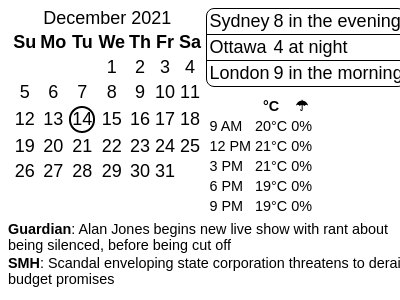 December 2021
Su Mo Tu We Th Fr Sa
1 2 3 4
5 6 7 8 9 10 11
12 13 14 15 16 17 18
19 20 21 22 23 24 25
26 27 28 29 30 31
Sydney 8 in the evening
Ottawa 4 at night
London 9 in the morning
°C ☂
9 AM 20°C 0%
12 PM 21°C 0%
3 PM 21°C 0%
6 PM 19°C 0%
9 PM 19°C 0%
Guardian: Alan Jones begins new live show with rant about
being silenced, before being cut off
SMH: Scandal enveloping state corporation threatens to derai
budget promises